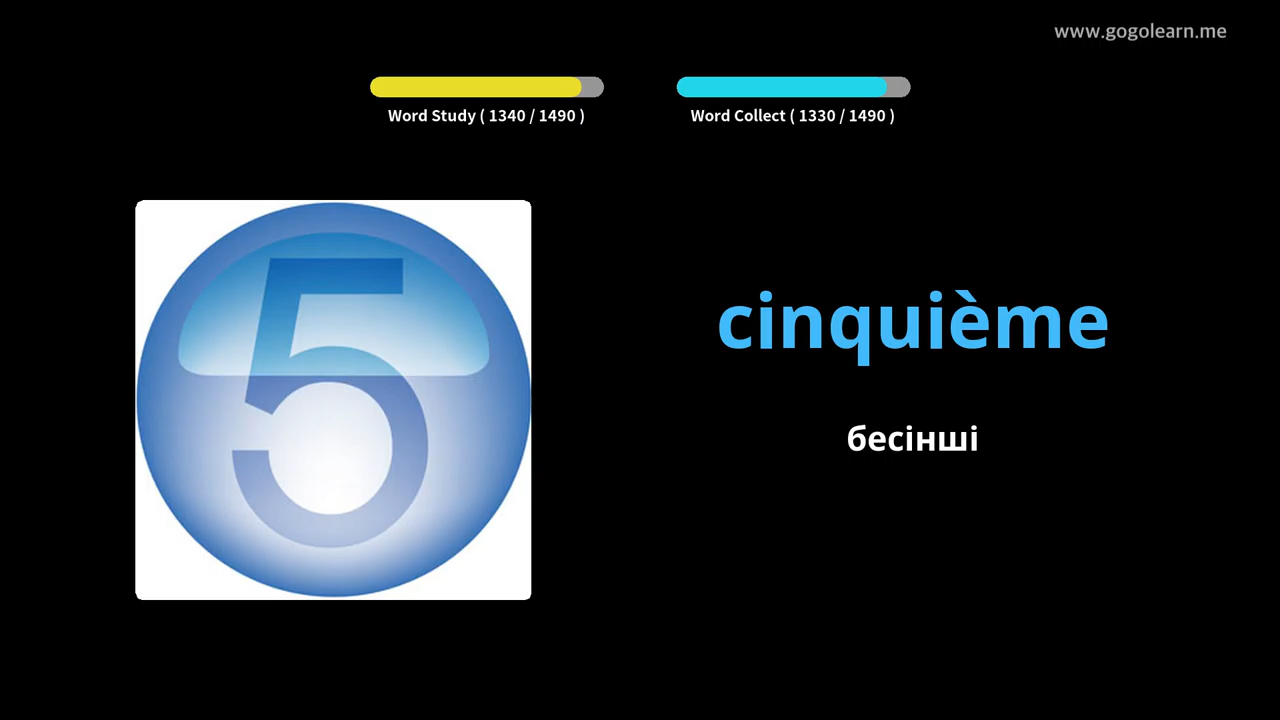 www.gogolearn.me
Word Study ( 1340 / 1490 )
Word Collect ( 1330 / 1490 )
5
cinquième
бесінші